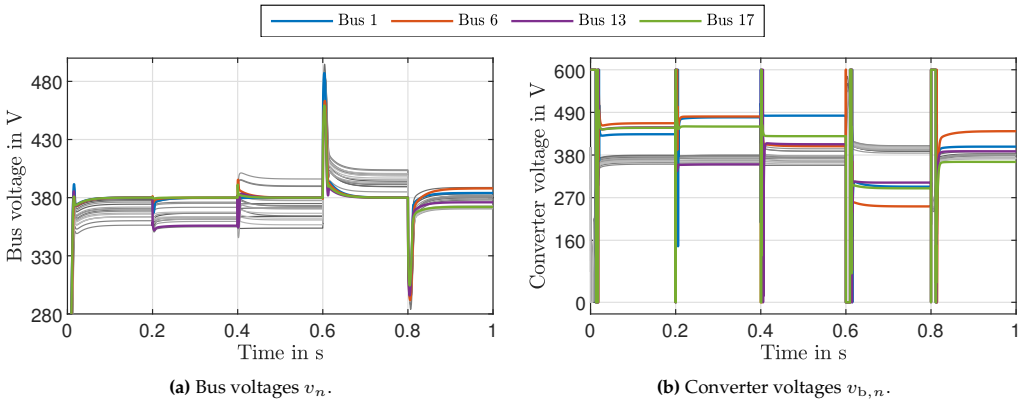 Bus 1 Bus 6 Bus 13 Bus 17
Bus voltage in V
480
430
380
330
280
0 0.2 0.4 0.6 0.8 1
Time in s
(a) Bus voltages vₙ.
Converter voltage in V
600
490
380
270
160
0
0 0.2 0.4 0.6 0.8 1
Time in s
(b) Converter voltages v_b,n.